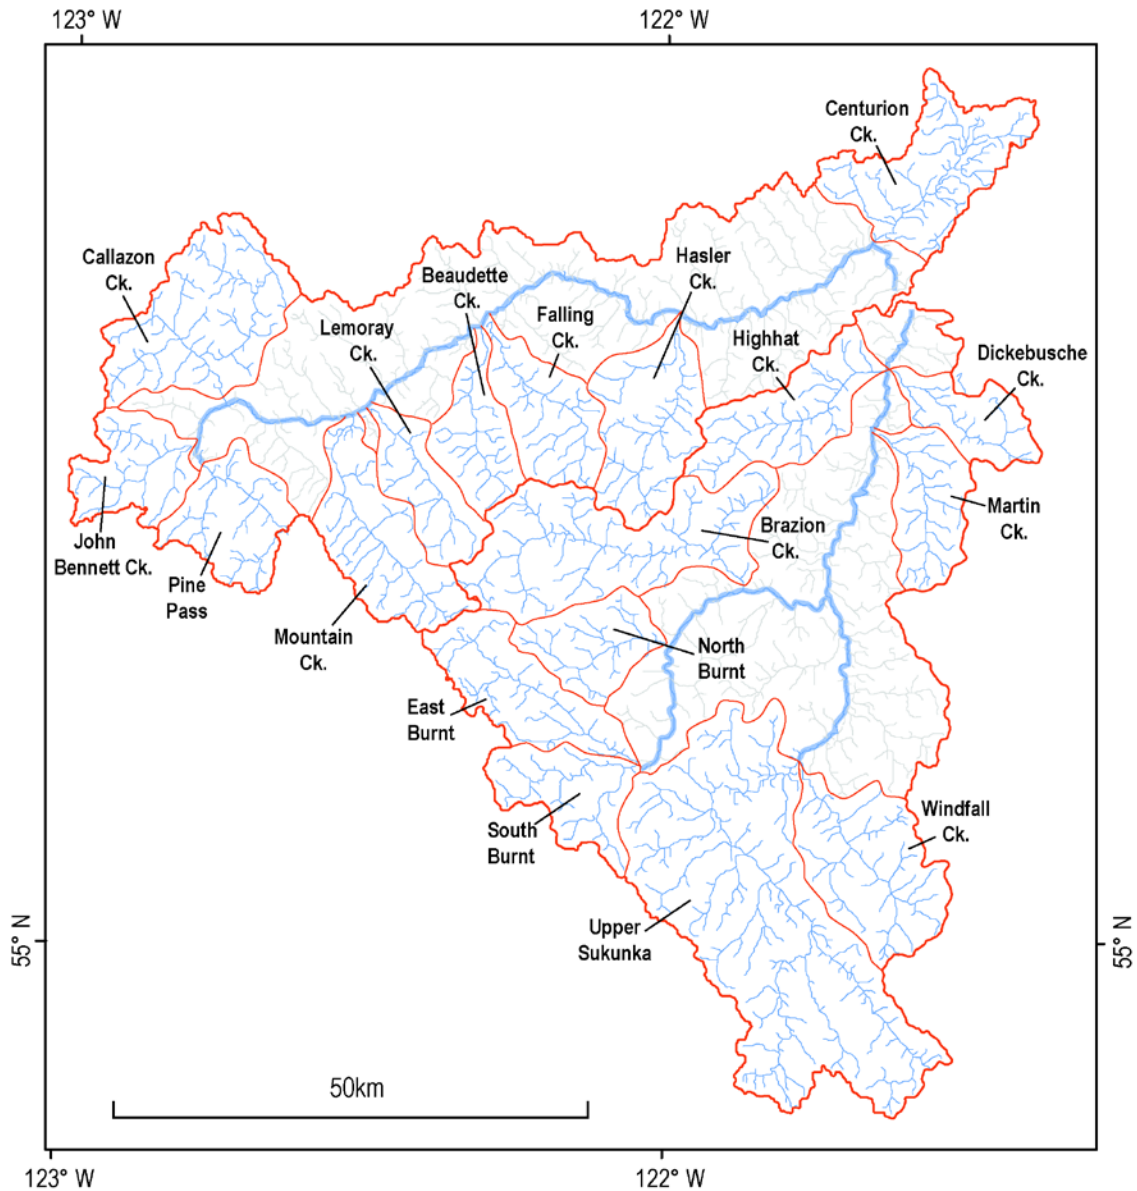 123° W
122° W
Centurion
Ck.
Callazon
Ck.
Beaudette
Ck.
Hasler
Ck.
Lemoray
Ck.
Falling
Ck.
Highhat
Ck.
Dickebusche
Ck.
John
Bennett Ck.
Pine
Pass
Brazion
Ck.
Martin
Ck.
Mountain
Ck.
North
Burnt
East
Burnt
South
Burnt
Windfall
Ck.
Upper
Sukunka
55° N
55° N
50km
123° W
122° W